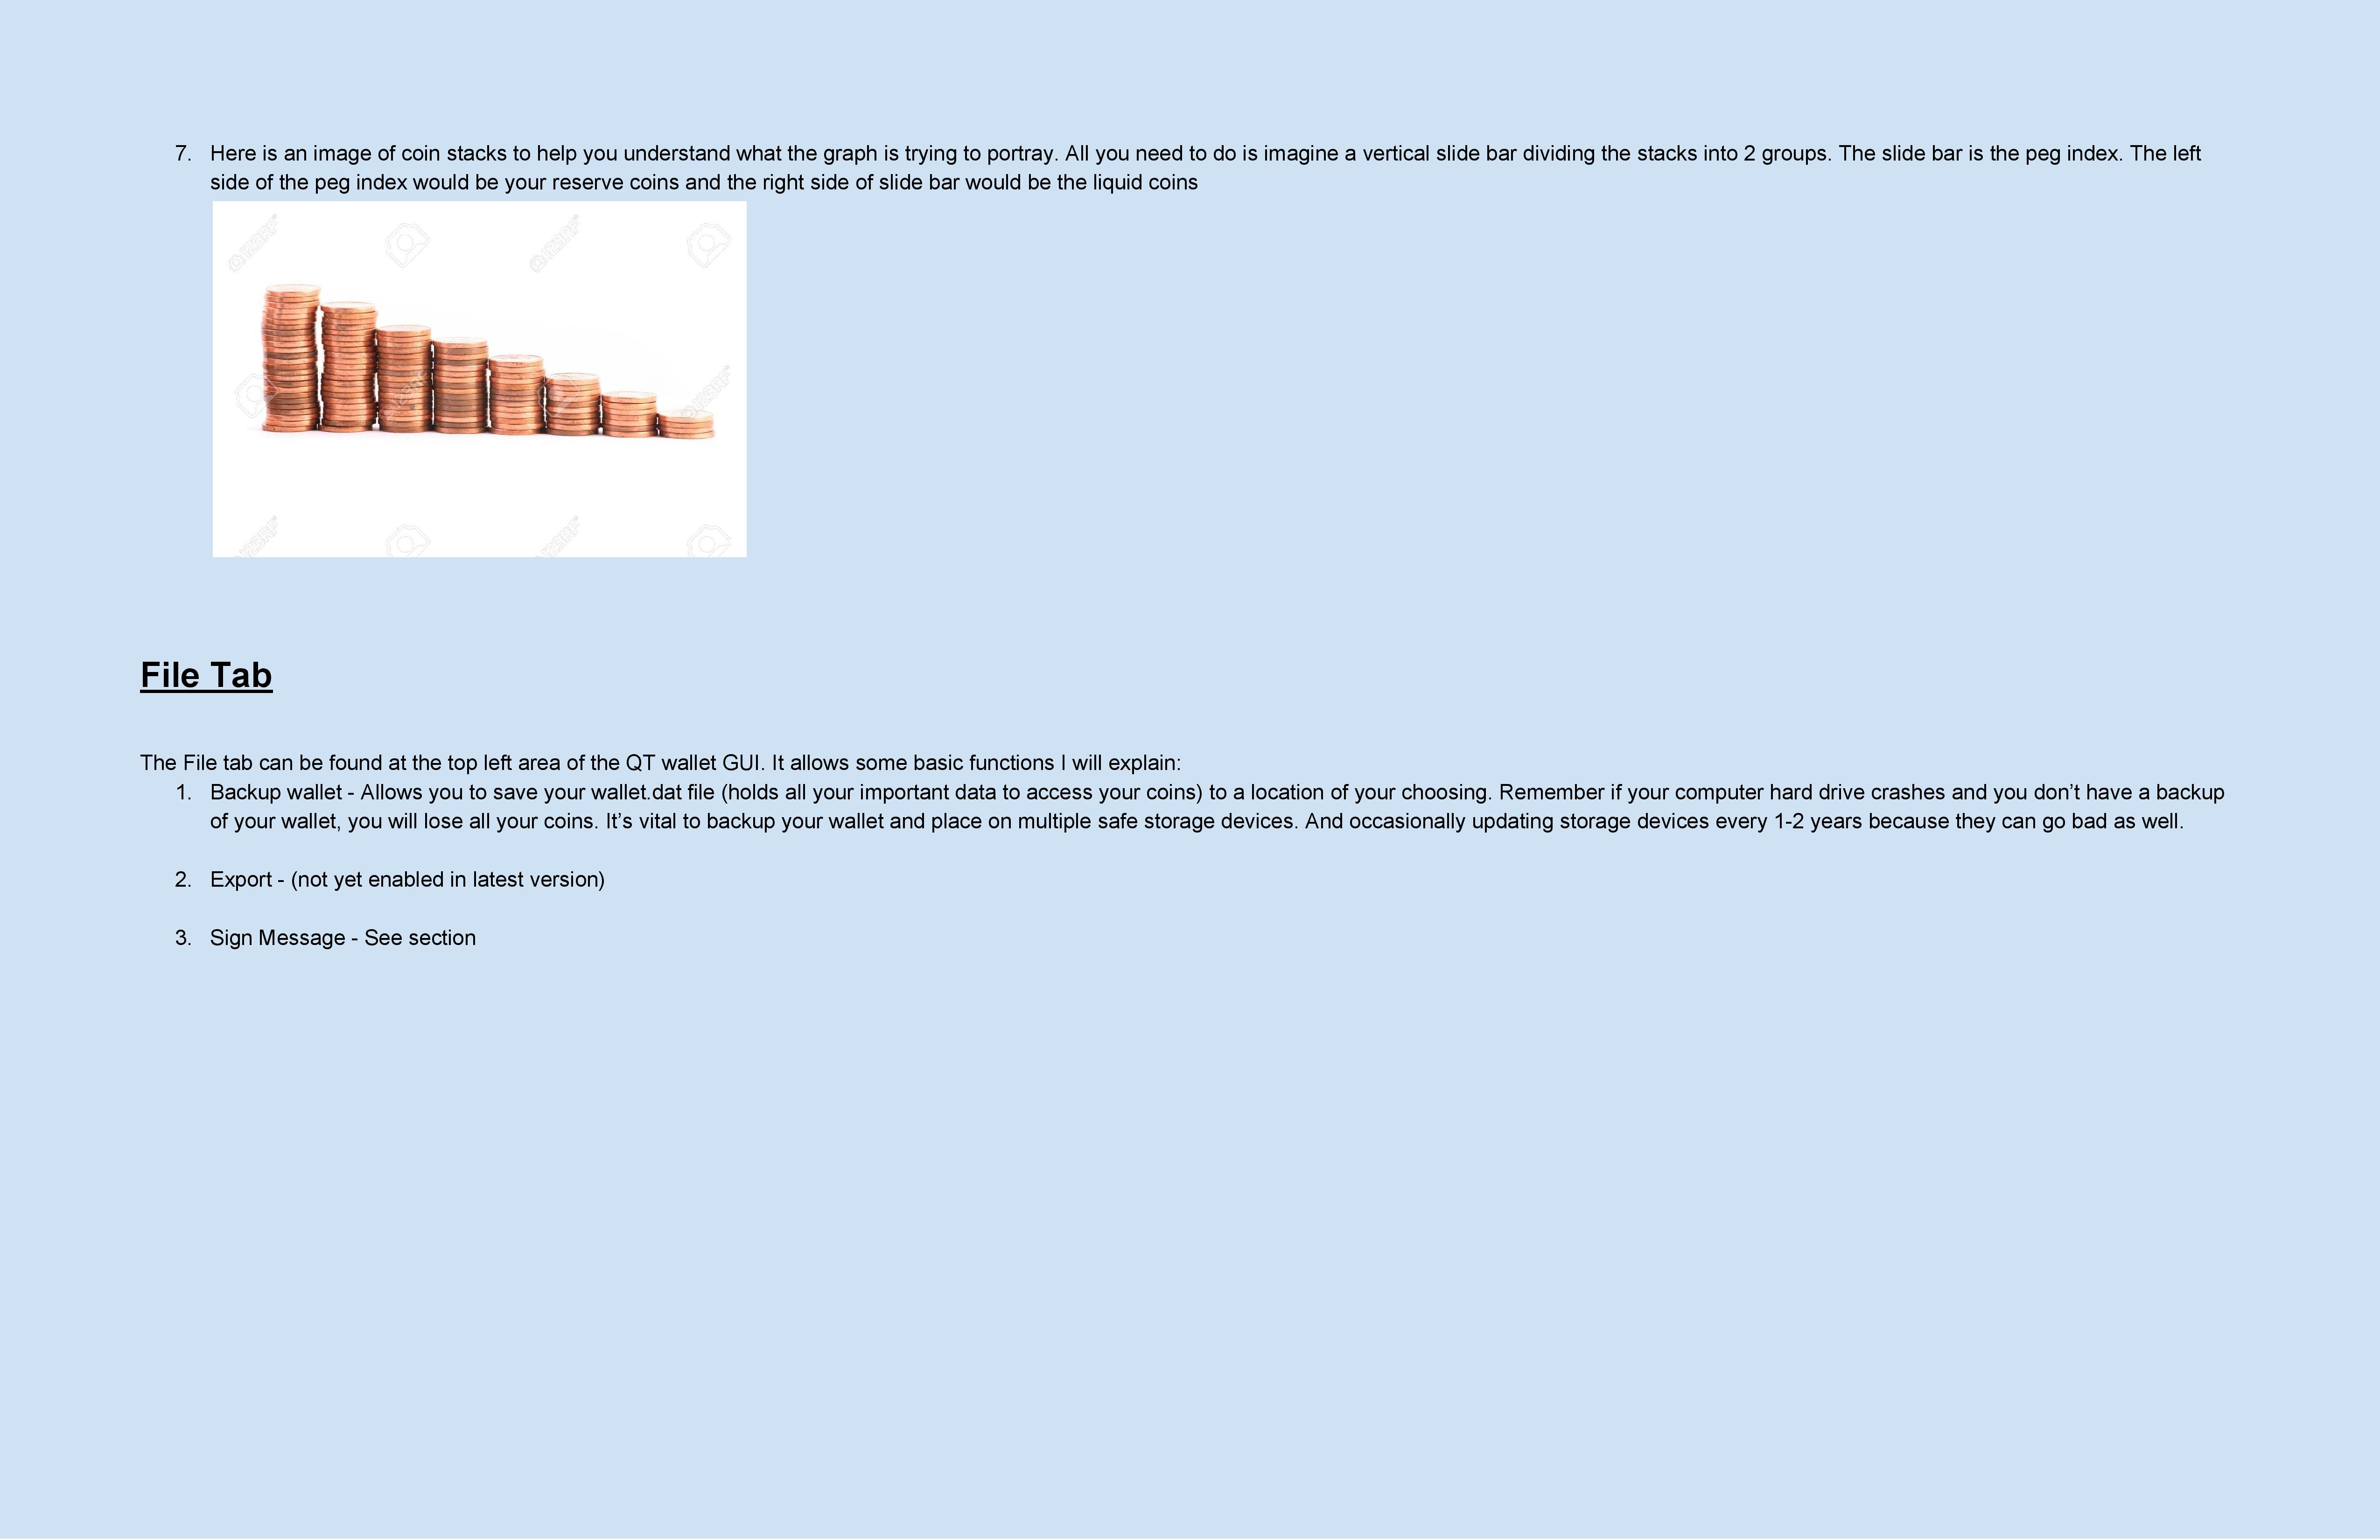 7. Here is an image of coin stacks to help you understand what the graph is trying to portray. All you need to do is imagine a vertical slide bar dividing the stacks into 2 groups. The slide bar is the peg index. The left
side of the peg index would be your reserve coins and the right side of slide bar would be the liquid coins
123RF 123RF
123RF
123RF 123RF
File Tab
The File tab can be found at the top left area of the QT wallet GUI. It allows some basic functions I will explain:
1. Backup wallet - Allows you to save your wallet.dat file (holds all your important data to access your coins) to a location of your choosing. Remember if your computer hard drive crashes and you don’t have a backup
of your wallet, you will lose all your coins. It’s vital to backup your wallet and place on multiple safe storage devices. And occasionally updating storage devices every 1-2 years because they can go bad as well.
2. Export - (not yet enabled in latest version)
3. Sign Message - See section